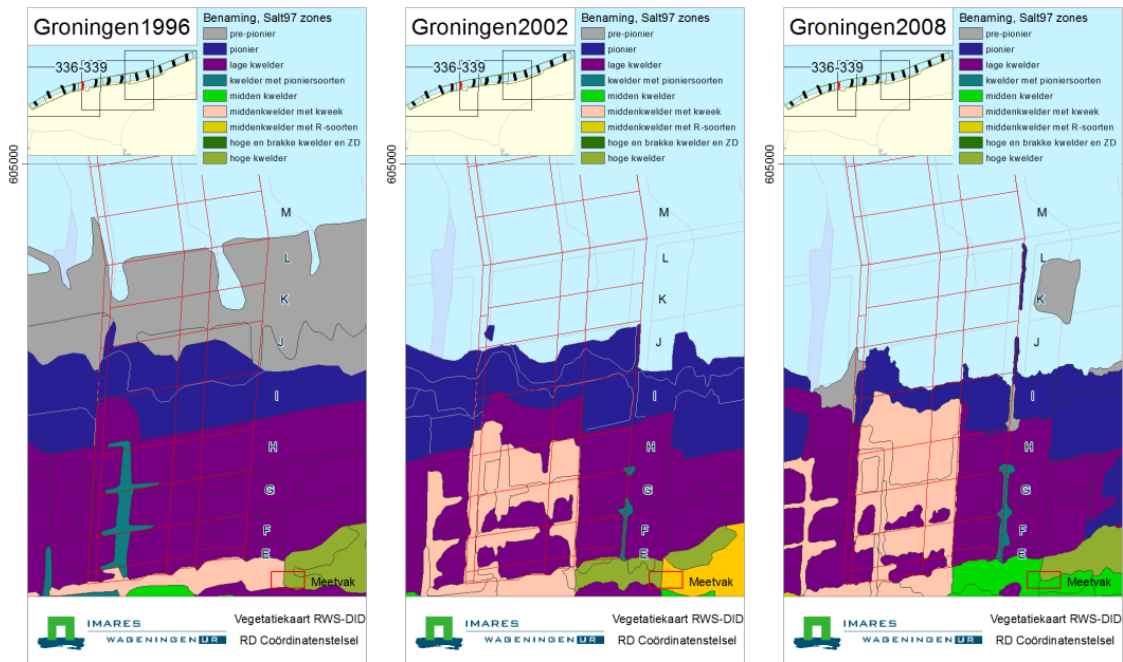 Groningen1996
336-339
Benaming, Salt97 zones
pre-pionier
pionier
lage kwelder
kwelder met pioniersoorten
midden kwelder
middenkwelder met kweek
middenkwelder met R-soorten
hoge en brakke kwelder en ZD
hoge kwelder
605000
M
L
K
J
I
H
G
F
E
Meetvak
IMARES
WAGENINGEN UR
Vegetatiekaart RWS-DID
RD Coördinatenstelsel
Groningen2002
336-339
Benaming, Salt97 zones
pre-pionier
pionier
lage kwelder
kwelder met pioniersoorten
midden kwelder
middenkwelder met kweek
middenkwelder met R-soorten
hoge en brakke kwelder en ZD
hoge kwelder
605000
M
L
K
J
I
H
G
F
E
Meetvak
IMARES
WAGENINGEN UR
Vegetatiekaart RWS-DID
RD Coördinatenstelsel
Groningen2008
336-339
Benaming, Salt97 zones
pre-pionier
pionier
lage kwelder
kwelder met pioniersoorten
midden kwelder
middenkwelder met kweek
middenkwelder met R-soorten
hoge en brakke kwelder en ZD
hoge kwelder
605000
M
L
K
J
I
H
G
F
E
Meetvak
IMARES
WAGENINGEN UR
Vegetatiekaart RWS-DID
RD Coördinatenstelsel